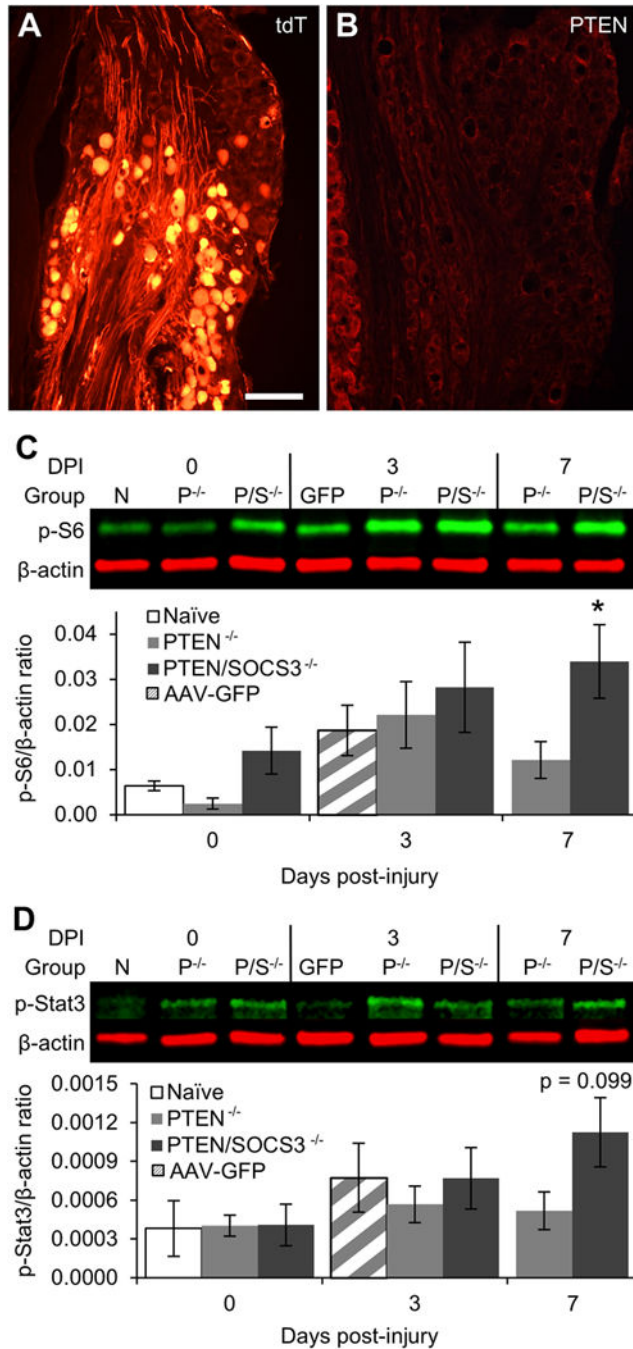 A tdT B PTEN
C
DPI 0 3 7
Group N P-/- P/S-/- GFP P-/- P/S-/- P-/- P/S-/-
p-S6
β-actin
*
0.04
0.03
0.02
0.01
0.00
p-S6/β-actin ratio
Naïve
PTEN -/-
PTEN/SOCS3 -/-
AAV-GFP
0 3 7
Days post-injury
D
DPI 0 3 7
Group N P-/- P/S-/- GFP P-/- P/S-/- P-/- P/S-/-
p-Stat3
β-actin
p = 0.099
0.0015
0.0012
0.0009
0.0006
0.0003
0.0000
p-Stat3/β-actin ratio
Naïve
PTEN -/-
PTEN/SOCS3 -/-
AAV-GFP
0 3 7
Days post-injury